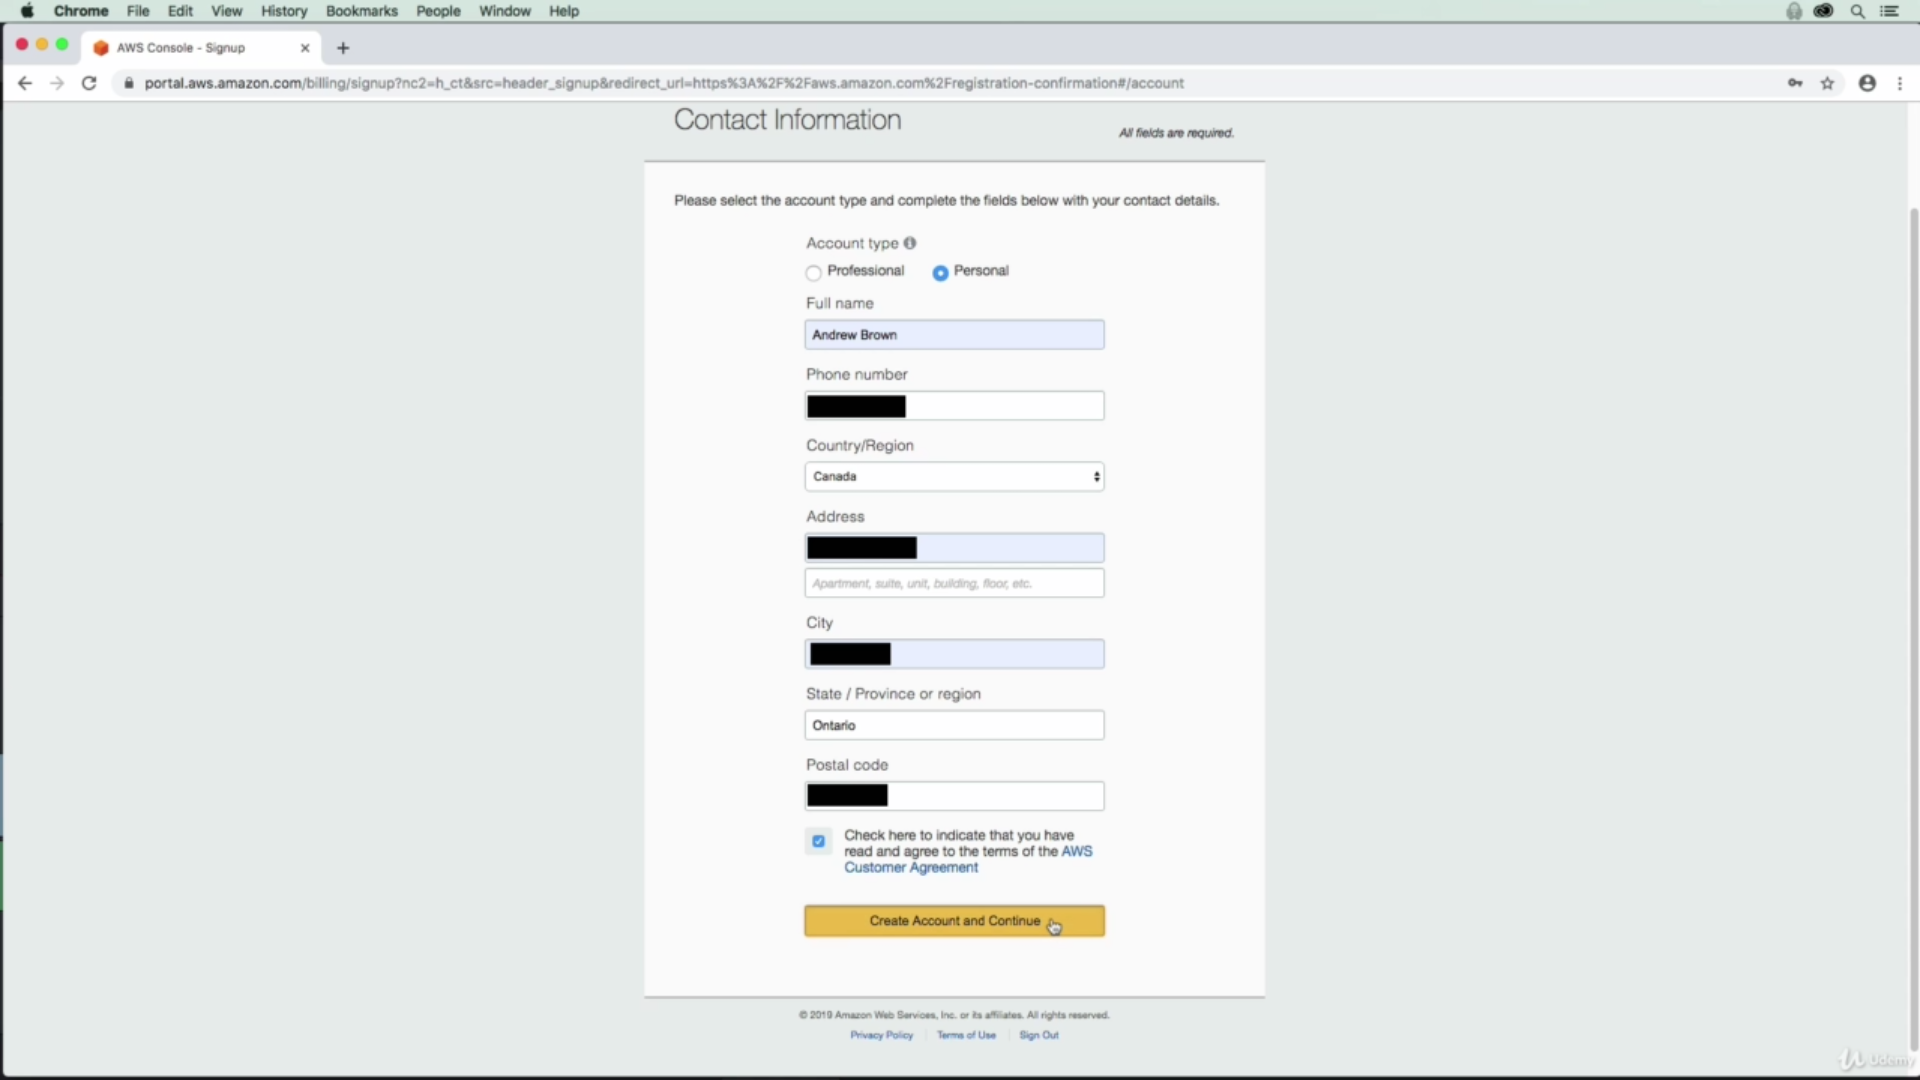 Chrome File Edit View History Bookmarks People Window Help
AWS Console - Signup
portal.aws.amazon.com/billing/signup?nc2=h_ct&src=header_signup&redirect_url=https%3A%2F%2Faws.amazon.com%2Fregistration-confirmation#/account
Contact Information
All fields are required.
Please select the account type and complete the fields below with your contact details.
Account type
Professional Personal
Full name
Andrew Brown
Phone number
Country/Region
Canada
Address
Apartment, suite, unit, building, floor, etc.
City
State / Province or region
Ontario
Postal code
Check here to indicate that you have
read and agree to the terms of the AWS
Customer Agreement
Create Account and Continue
© 2019 Amazon Web Services, Inc. or its affiliates. All rights reserved.
Privacy Policy Terms of Use Sign Out
Udemy